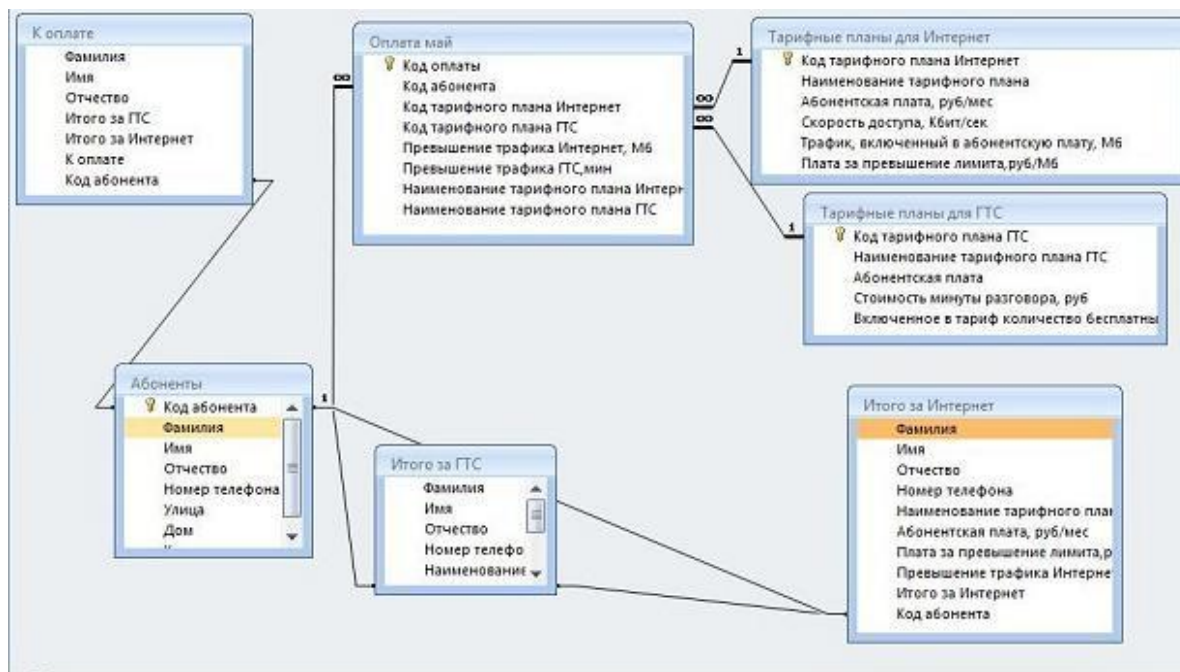 К оплате
Фамилия
Имя
Отчество
Итого за ГТС
Итого за Интернет
К оплате
Код абонента
Оплата май
Код оплаты
Код абонента
Код тарифного плана Интернет
Код тарифного плана ГТС
Превышение трафика Интернет, Мб
Превышение трафика ГТС,мин
Наименование тарифного плана Интерн
Наименование тарифного плана ГТС
Тарифные планы для Интернет
Код тарифного плана Интернет
Наименование тарифного плана
Абонентская плата, руб/мес
Скорость доступа, Кбит/сек
Трафик, включенный в абонентскую плату, Мб
Плата за превышение лимита,руб/Мб
Тарифные планы для ГТС
Код тарифного плана ГТС
Наименование тарифного плана ГТС
Абонентская плата
Стоимость минуты разговора, руб
Включенное в тариф количество бесплатны
∞
1
∞
∞
1
1
Абоненты
Код абонента
Фамилия
Имя
Отчество
Номер телефона
Улица
Дом
Итого за ГТС
Фамилия
Имя
Отчество
Номер телефо
Наименование
Итого за Интернет
Фамилия
Имя
Отчество
Номер телефона
Наименование тарифного план
Абонентская плата, руб/мес
Плата за превышение лимита,р
Превышение трафика Интерне
Итого за Интернет
Код абонента